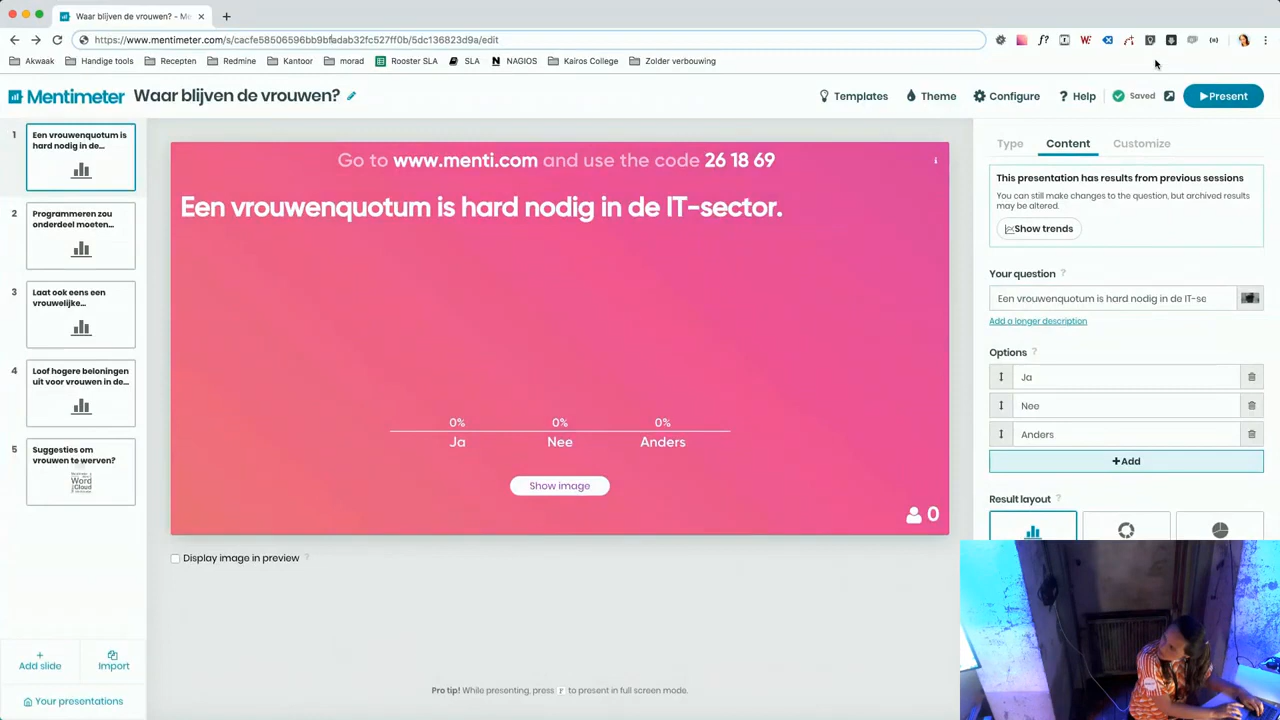 Waar blijven de vrouwen? - Me
https://www.mentimeter.com/s/cacfe58506596bb9bfadab32fc527ff0b/5dc136823d9a/edit
Akwaak
Handige tools
Recepten
Redmine
Kantoor
morad
Rooster SLA
SLA
NAGIOS
Kairos College
Zolder verbouwing
Mentimeter
Waar blijven de vrouwen?
Templates
Theme
Configure
? Help
Saved
Present
1
Een vrouwenquotum is
hard nodig in de...
2
Programmeren zou
onderdeel moeten...
3
Laat ook eens een
vrouwelijke...
4
Loof hogere beloningen
uit voor vrouwen in de...
5
Suggesties om
vrouwen te werven?
Word
Cloud
+
Add slide
Import
Your presentations
Go to www.menti.com and use the code 26 18 69
Een vrouwenquotum is hard nodig in de IT-sector.
0% 0% 0%
Ja Nee Anders
Show image
0
Display image in preview ?
Pro tip! While presenting, press r to present in full screen mode.
Type Content Customize
This presentation has results from previous sessions
You can still make changes to the question, but archived results
may be altered.
Show trends
Your question ?
Een vrouwenquotum is hard nodig in de IT-se
Add a longer description
Options ?
Ja
Nee
Anders
+Add
Result layout ?